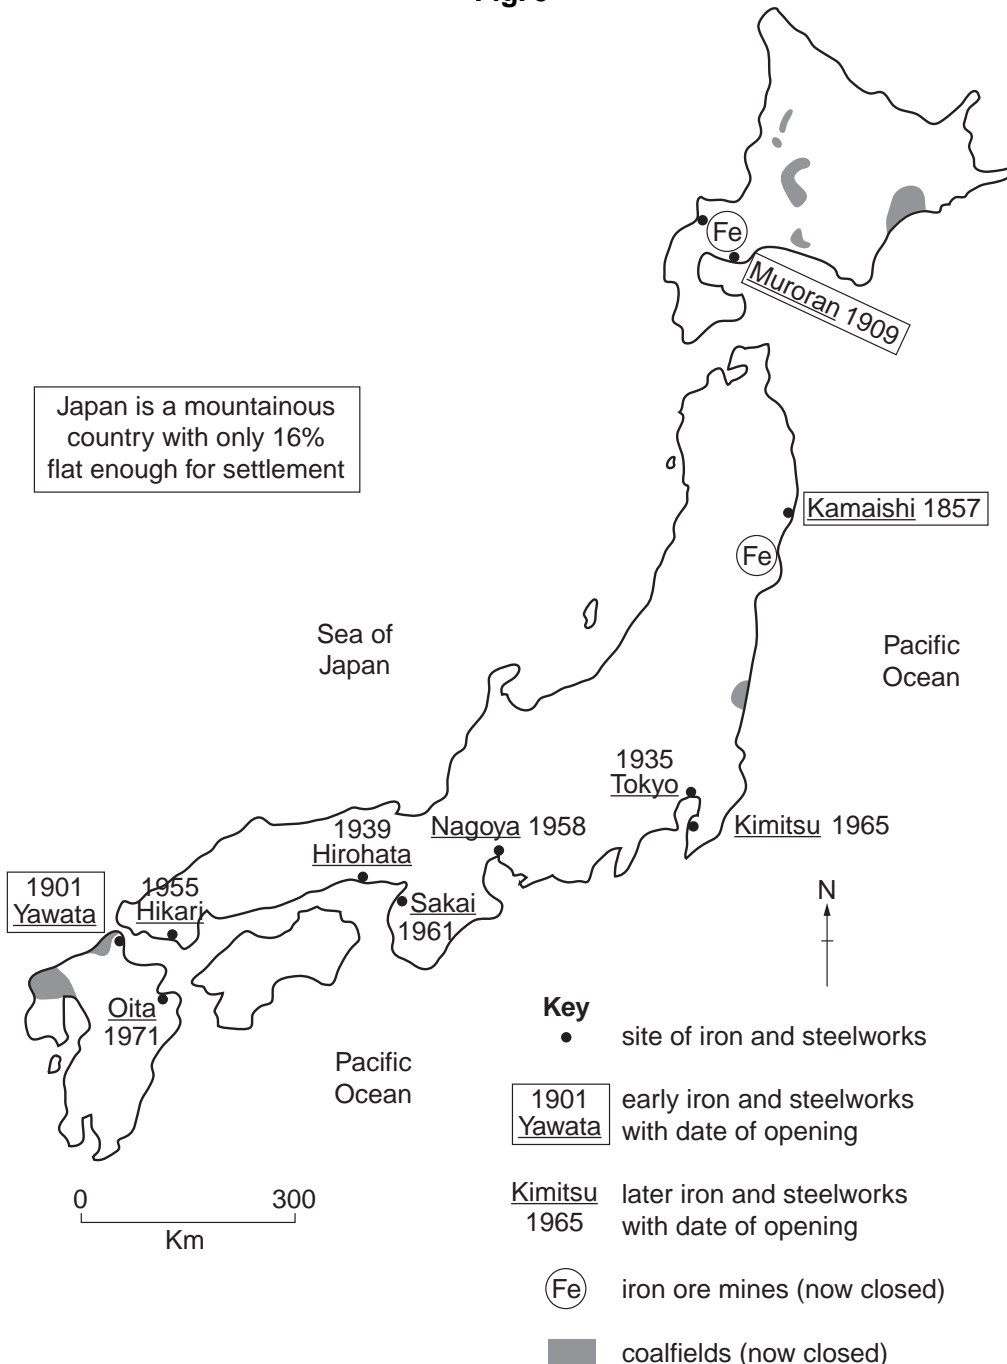 Fig.
Fe
Muroran 1909
Japan is a mountainous
country with only 16%
flat enough for settlement
Kamaishi 1857
Fe
Sea of
Japan
Pacific
Ocean
1935
Tokyo
Kimitsu 1965
1939
Hirohata
Nagoya 1958
1901
Yawata
1955
Hikari
Sakai
1961
N
Oita
1971
Pacific
Ocean
0 300
Km
Key
site of iron and steelworks
1901
Yawata
early iron and steelworks
with date of opening
Kimitsu
1965
later iron and steelworks
with date of opening
Fe
iron ore mines (now closed)
coalfields (now closed)